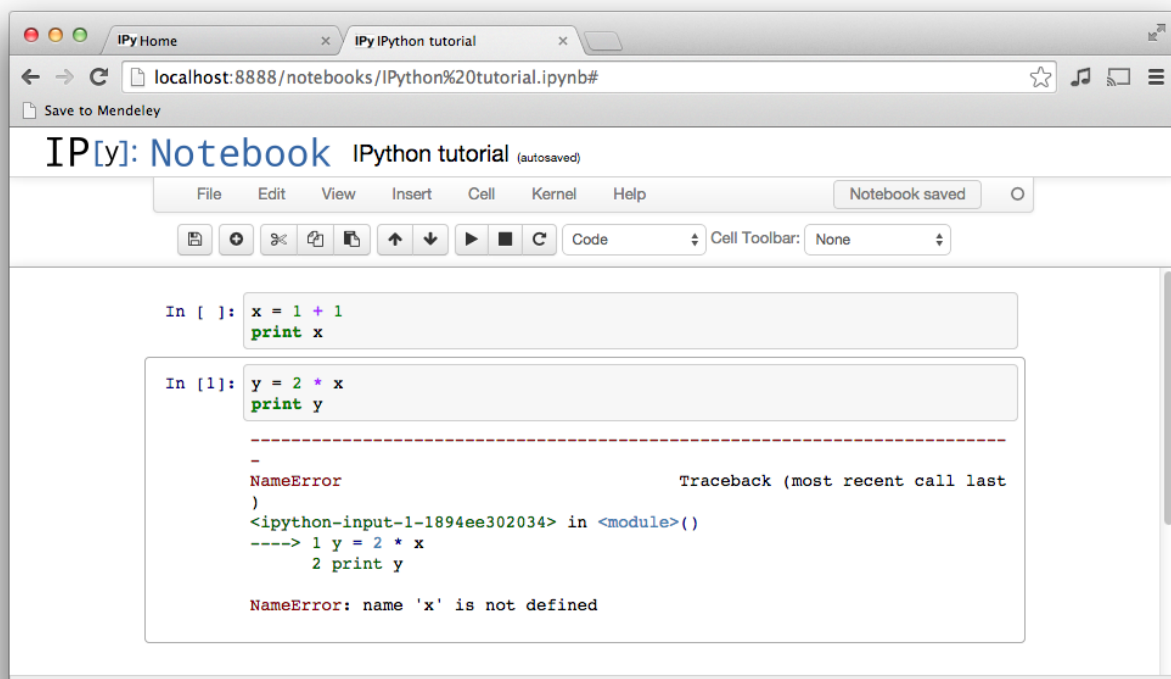 IPy Home × IPy IPython tutorial ×
localhost:8888/notebooks/IPython%20tutorial.ipynb#
Save to Mendeley
IP[y]: Notebook IPython tutorial (autosaved)
File Edit View Insert Cell Kernel Help Notebook saved
Code Cell Toolbar: None
In [ ]: x = 1 + 1
print x
In [1]: y = 2 * x
print y
---------------------------------------------------------------------------
-
NameError Traceback (most recent call last
)
<ipython-input-1-1894ee302034> in <module>()
----> 1 y = 2 * x
2 print y
NameError: name 'x' is not defined